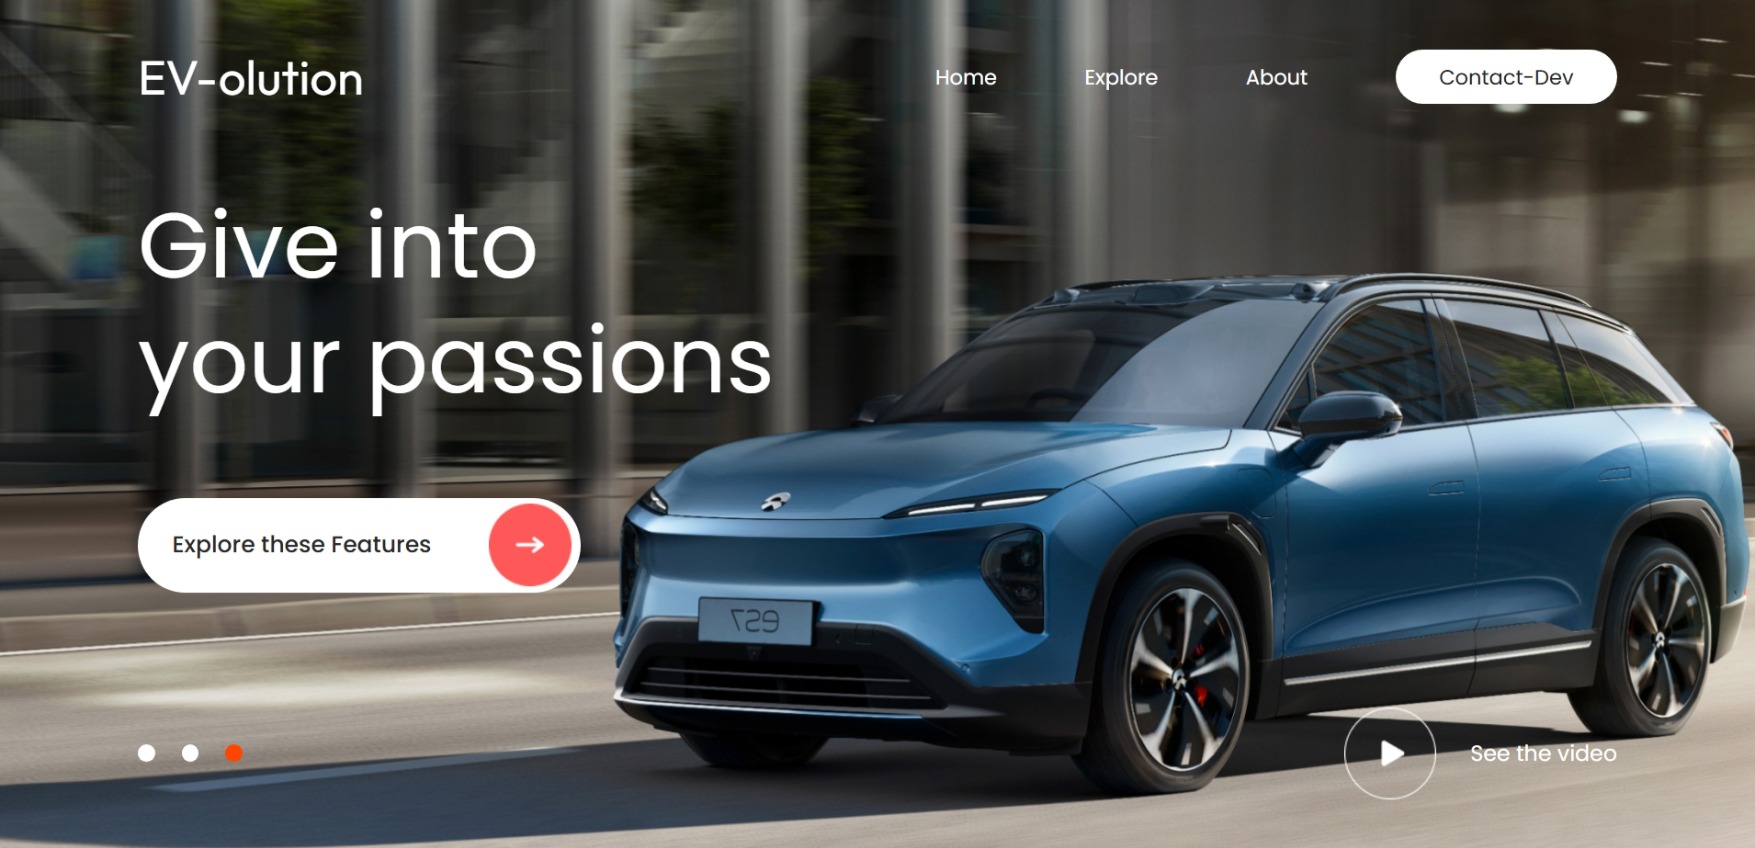 EV-olution
Home
Explore
About
Contact-Dev
Give into
your passions
Explore these Features
ES7
See the video